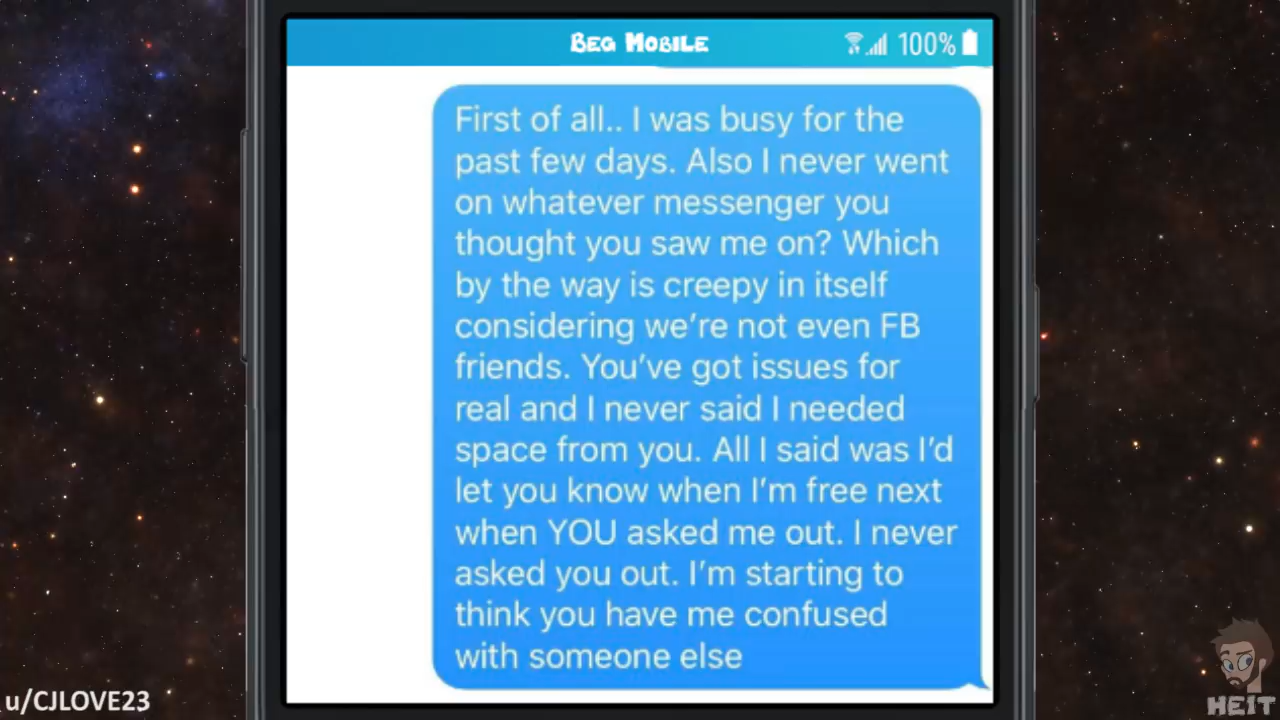 BEG MOBILE
100%
First of all.. I was busy for the
past few days. Also I never went
on whatever messenger you
thought you saw me on? Which
by the way is creepy in itself
considering we're not even FB
friends. You've got issues for
real and I never said I needed
space from you. All I said was I'd
let you know when I'm free next
when YOU asked me out. I never
asked you out. I'm starting to
think you have me confused
with someone else
u/CJLOVE23
HEIT